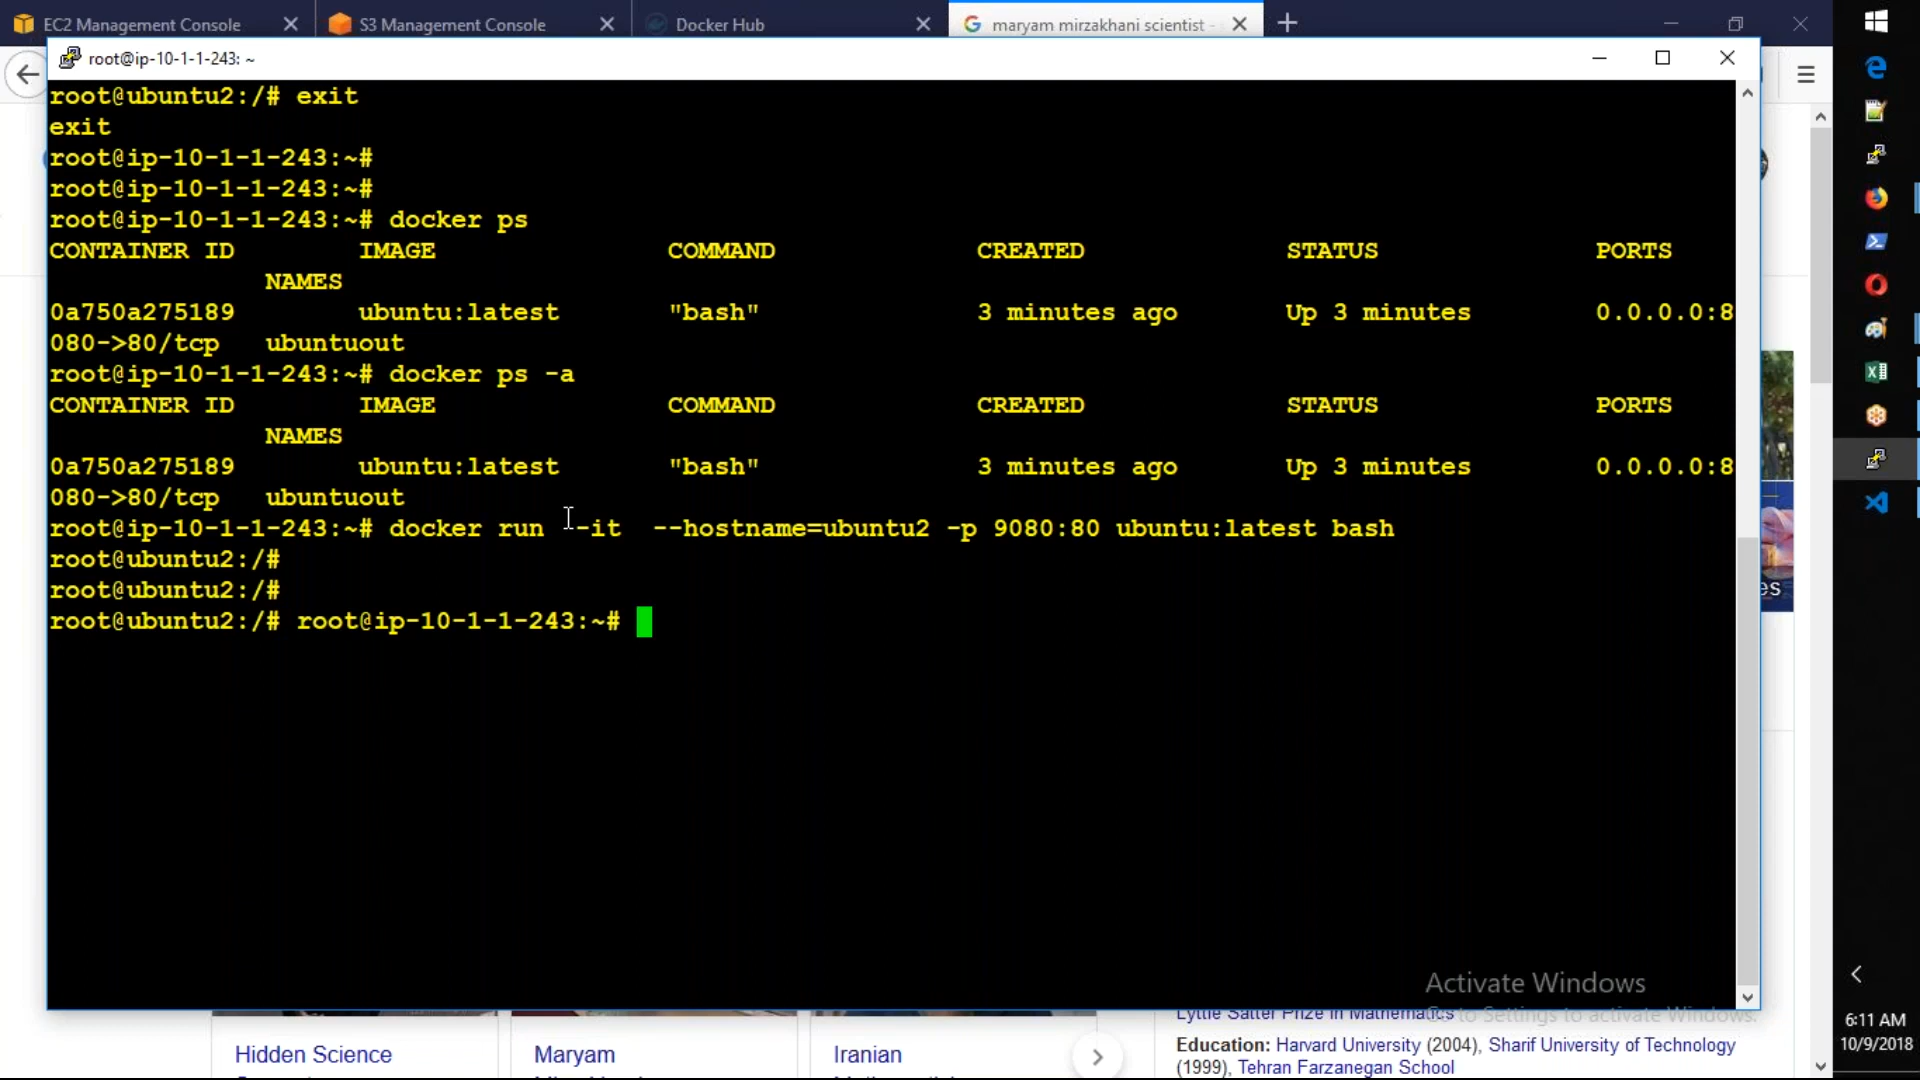 EC2 Management Console
S3 Management Console
Docker Hub
maryam mirzakhani scientist -
root@ip-10-1-1-243: ~
root@ubuntu2:/# exit
exit
root@ip-10-1-1-243:~#
root@ip-10-1-1-243:~#
root@ip-10-1-1-243:~# docker ps
CONTAINER ID IMAGE COMMAND CREATED STATUS PORTS
NAMES
0a750a275189 ubuntu:latest "bash" 3 minutes ago Up 3 minutes 0.0.0.0:8
080->80/tcp ubuntuout
root@ip-10-1-1-243:~# docker ps -a
CONTAINER ID IMAGE COMMAND CREATED STATUS PORTS
NAMES
0a750a275189 ubuntu:latest "bash" 3 minutes ago Up 3 minutes 0.0.0.0:8
080->80/tcp ubuntuout
root@ip-10-1-1-243:~# docker run -it --hostname=ubuntu2 -p 9080:80 ubuntu:latest bash
root@ubuntu2:/#
root@ubuntu2:/#
root@ubuntu2:/# root@ip-10-1-1-243:~#
Activate Windows
Go to Settings to activate Windows.
Lyttle Satter Prize in Mathematics
Hidden Science
Maryam
Iranian
Education: Harvard University (2004), Sharif University of Technology
(1999), Tehran Farzanegan School
6:11 AM
10/9/2018